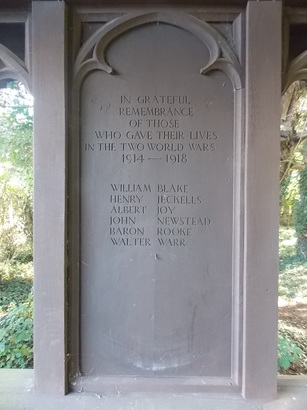 IN GRATEFUL
REMEMBRANCE
OF THOSE
WHO GAVE THEIR LIVES
IN THE TWO WORLD WARS
1914 — 1918
WILLIAM BLAKE
HENRY JECKELLS
ALBERT JOY
JOHN NEWSTEAD
BARON ROOKE
WALTER WARR